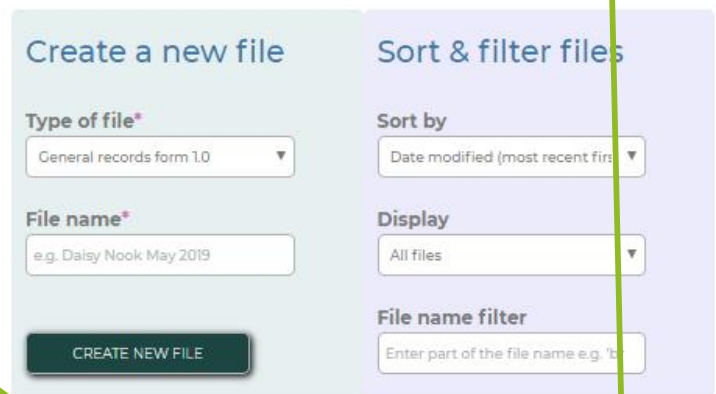 Create a new file
Type of file*
General records form 1.0
File name*
e.g. Daisy Nook May 2019
CREATE NEW FILE
Sort & filter files
Sort by
Date modified (most recent firs
Display
All files
File name filter
Enter part of the file name e.g. 'br